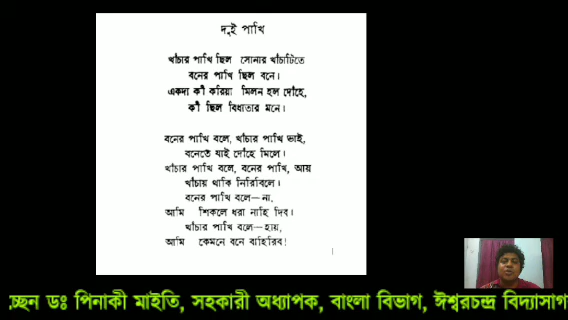 দুই পাখি
খাঁচার পাখি ছিল সোনার খাঁচাটিতে
বনের পাখি ছিল বনে।
একদা কী করিয়া মিলন হল দোঁহে,
কী ছিল বিধাতার মনে।
বনের পাখি বলে, খাঁচার পাখি ভাই,
বনেতে যাই দোঁহে মিলে।
খাঁচার পাখি বলে, বনের পাখি, আয়
খাঁচায় থাকি নিরিবিলে।
বনের পাখি বলে—না,
আমি শিকলে ধরা নাহি দিব।
খাঁচার পাখি বলে—হায়,
আমি কেমনে বনে বাহিরিব!
চ্ছেন ডঃ পিনাকী মাইতি, সহকারী অধ্যাপক, বাংলা বিভাগ, ঈশ্বরচন্দ্র বিদ্যাসাগ